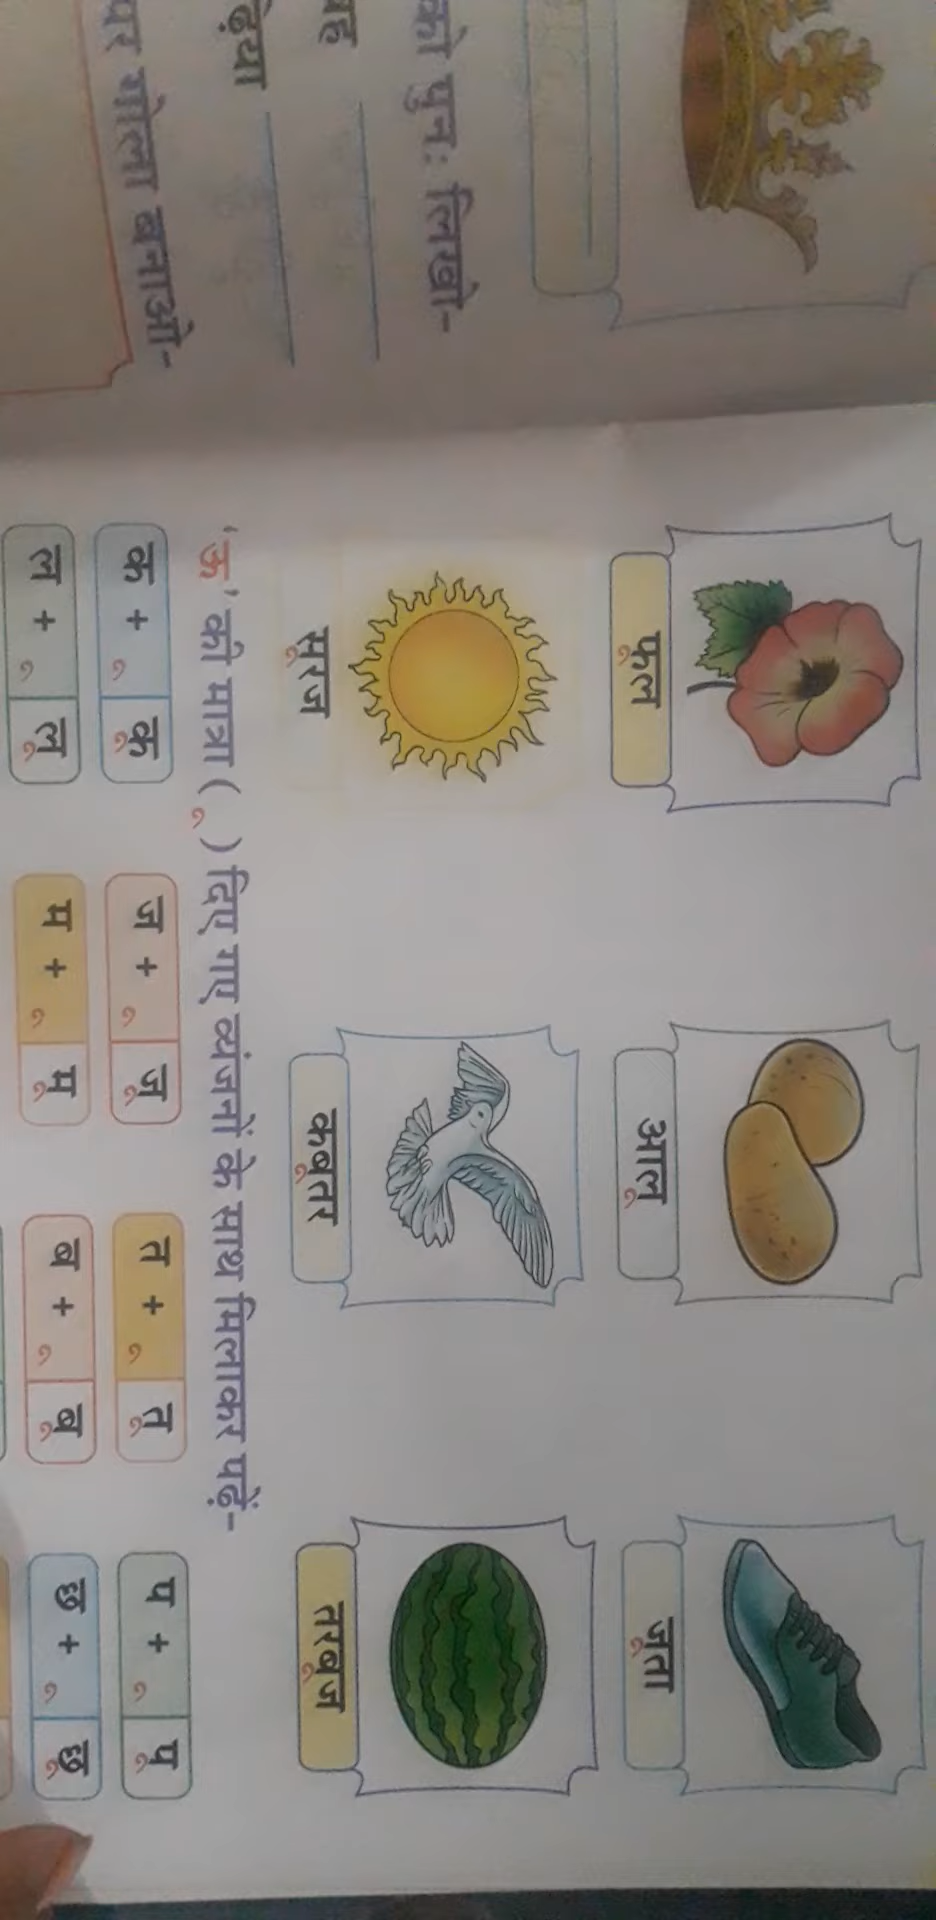 को पुनः लिखो-
पर गोला बनाओ-
फूल आलू जूता
सूरज कबूतर तरबूज
'ऊ' की मात्रा ( ू ) दिए गए व्यंजनों के साथ मिलाकर पढ़ें-
क + ू कू ज + ू जू त + ू तू प + ू पू
ल + ू लू म + ू मू ब + ू बू छ + ू छू